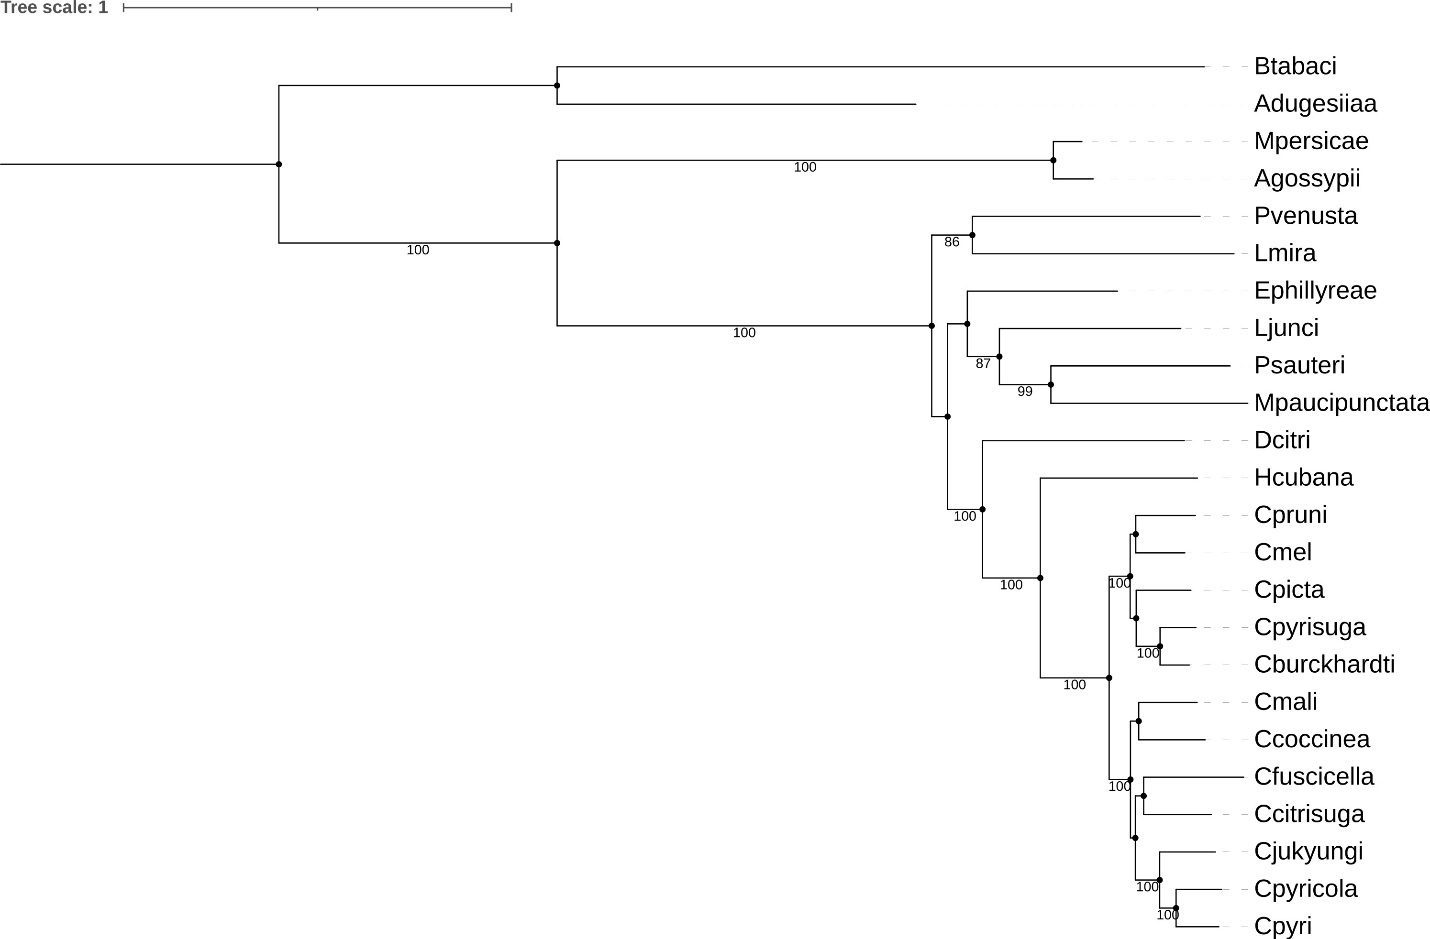 Tree scale: 1
Btabaci
Adugesiiaa
Mpersicae
100
Agossypii
Pvenusta
86
Lmira
100
Ephillyreae
Ljunci
100
87
Psauteri
99
Mpaucipunctata
Dcitri
Hcubana
100
Cpruni
Cmel
100
100
Cpicta
Cpyrisuga
100
Cburckhardti
100
Cmali
Ccoccinea
Cfuscicella
100
Ccitrisuga
Cjukyungi
100
Cpyricola
100
Cpyri